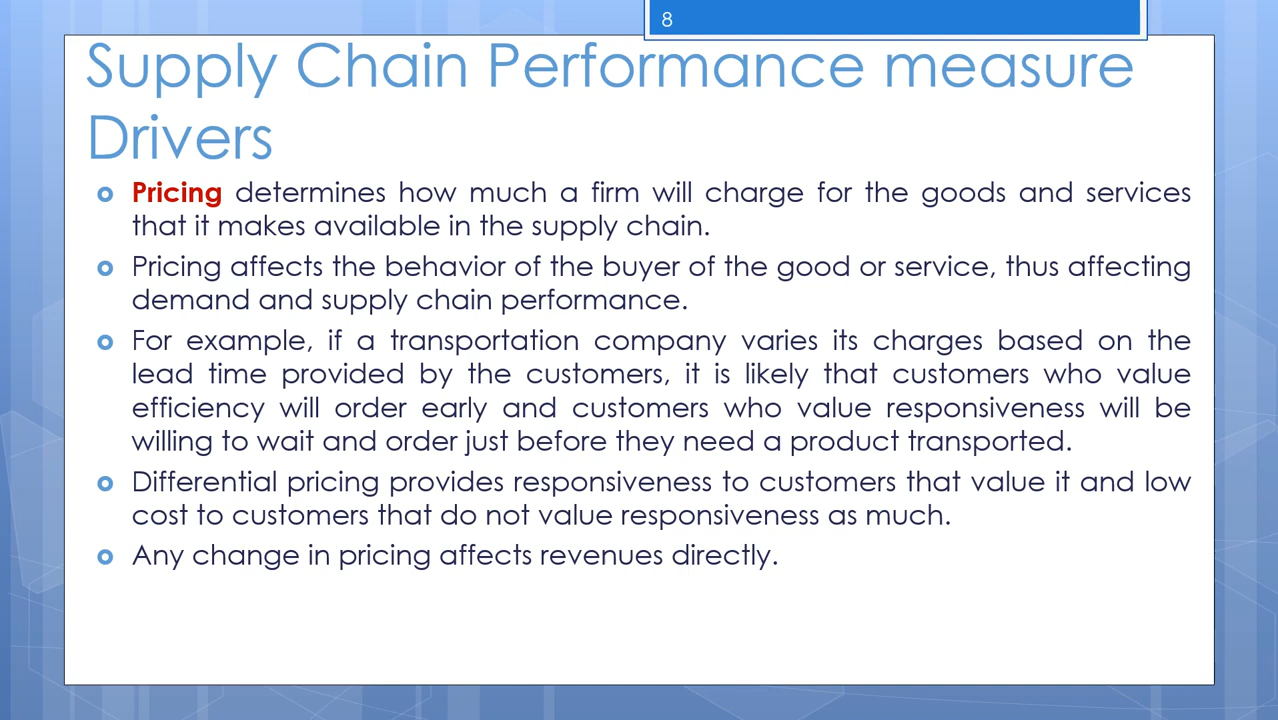 8
Supply Chain Performance measure
Drivers
Pricing determines how much a firm will charge for the goods and services
that it makes available in the supply chain.
Pricing affects the behavior of the buyer of the good or service, thus affecting
demand and supply chain performance.
For example, if a transportation company varies its charges based on the
lead time provided by the customers, it is likely that customers who value
efficiency will order early and customers who value responsiveness will be
willing to wait and order just before they need a product transported.
Differential pricing provides responsiveness to customers that value it and low
cost to customers that do not value responsiveness as much.
Any change in pricing affects revenues directly.